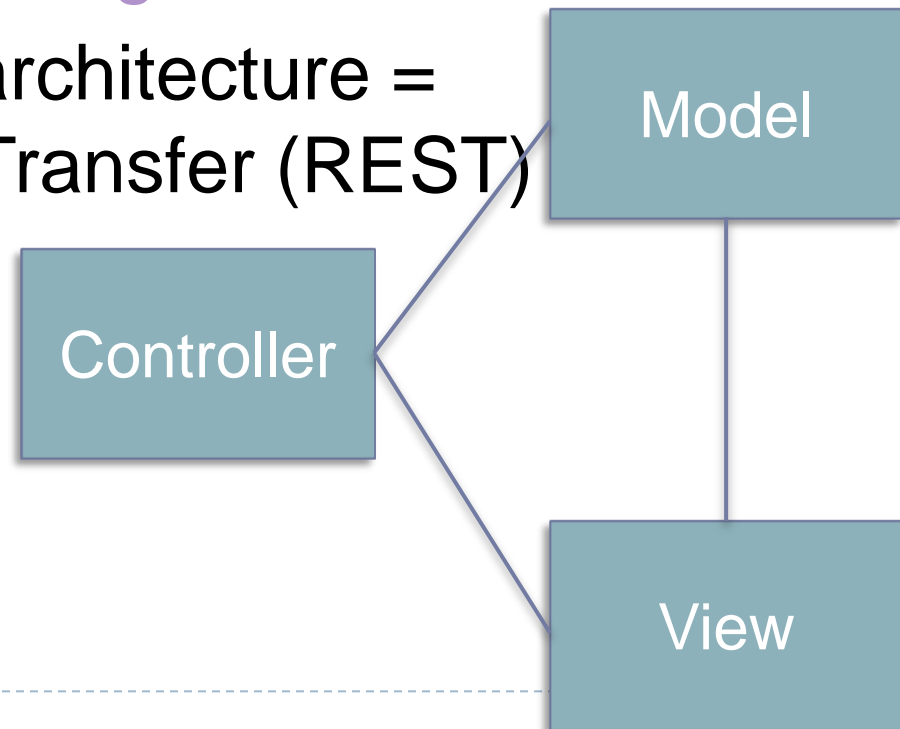 architecture =
Transfer (REST)
Model
Controller
View